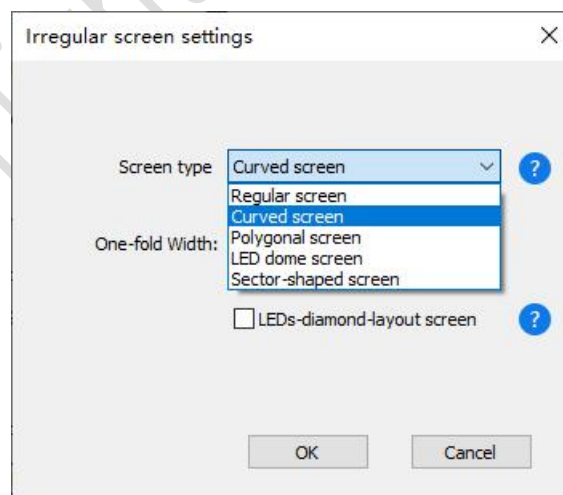 Irregular screen settings
Screen type
Curved screen
?
Regular screen
Curved screen
Polygonal screen
LED dome screen
Sector-shaped screen
One-fold Width:
LEDs-diamond-layout screen
?
OK
Cancel